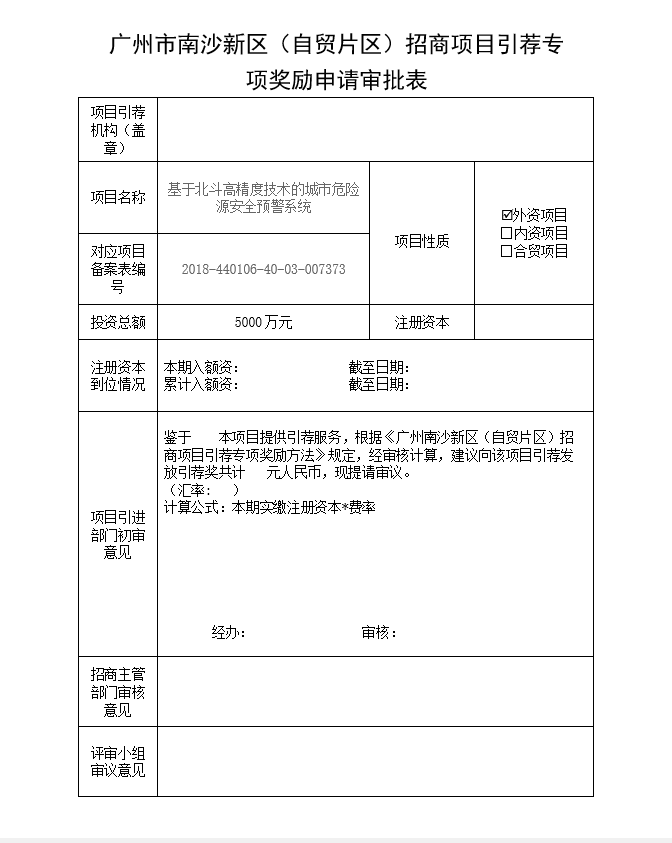 广州市南沙新区（自贸片区）招商项目引荐专
项奖励申请审批表
项目引荐
机构（盖
章）
项目名称
基于北斗高精度技术的城市危险
源安全预警系统
项目性质
☑外资项目
□内资项目
□合贸项目
对应项目
备案表编
号
2018-440106-40-03-007373
投资总额
5000万元
注册资本
注册资本
到位情况
本期入额资： 截至日期：
累计入额资： 截至日期：
项目引进
部门初审
意见
鉴于 本项目提供引荐服务，根据《广州南沙新区（自贸片区）招
商项目引荐专项奖励方法》规定，经审核计算，建议向该项目引荐发
放引荐奖共计 元人民币，现提请审议。
（汇率： ）
计算公式：本期实缴注册资本*费率
经办： 审核：
招商主管
部门审核
意见
评审小组
审议意见